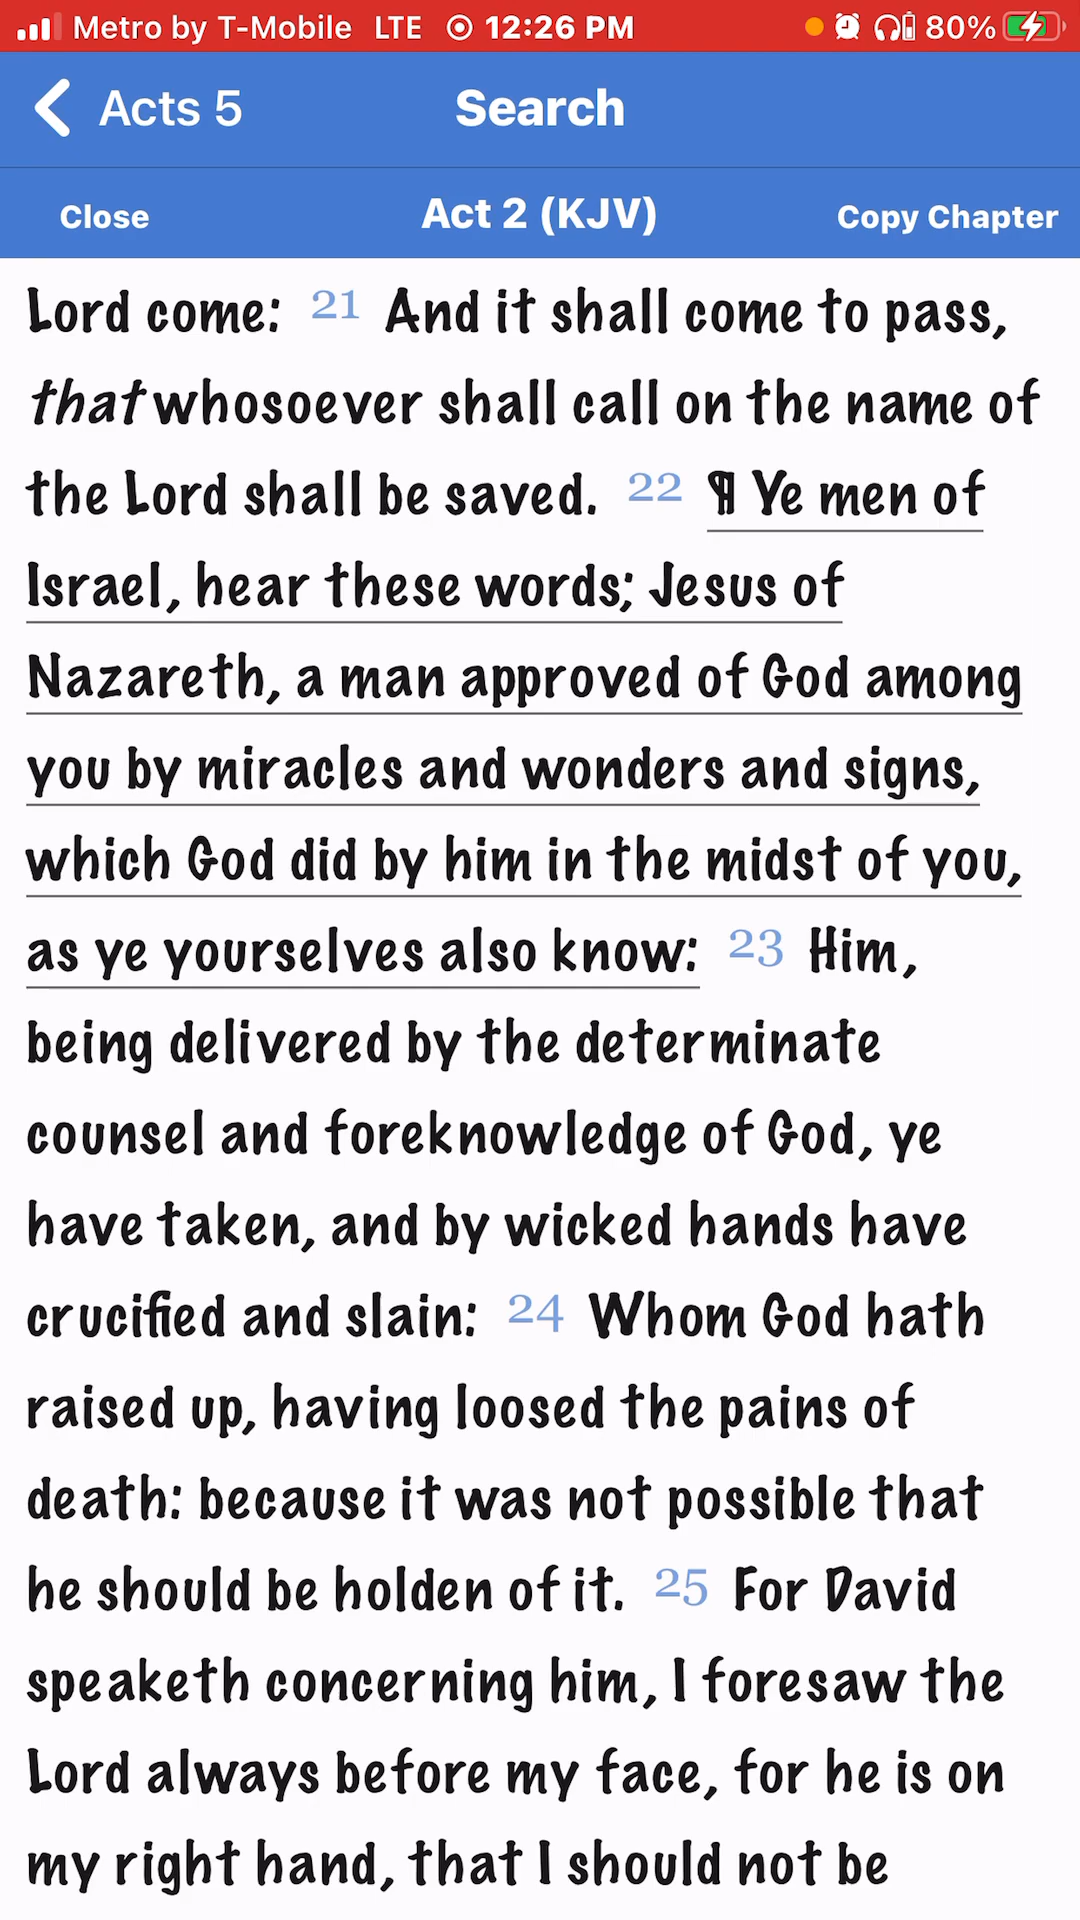 Metro by T-Mobile LTE 12:26 PM 80%
Acts 5 Search
Close Act 2 (KJV) Copy Chapter
Lord come: 21 And it shall come to pass,
that whosoever shall call on the name of
the Lord shall be saved. 22 ¶ Ye men of
Israel, hear these words; Jesus of
Nazareth, a man approved of God among
you by miracles and wonders and signs,
which God did by him in the midst of you,
as ye yourselves also know: 23 Him,
being delivered by the determinate
counsel and foreknowledge of God, ye
have taken, and by wicked hands have
crucified and slain: 24 Whom God hath
raised up, having loosed the pains of
death: because it was not possible that
he should be holden of it. 25 For David
speaketh concerning him, I foresaw the
Lord always before my face, for he is on
my right hand, that I should not be